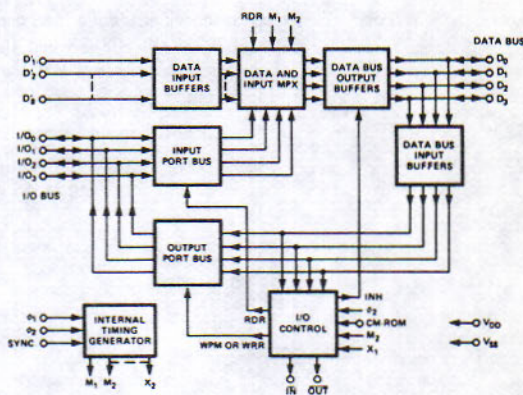 RDR M₁ M₂
DATA BUS
D'₁
D'₂
D'₈
DATA INPUT BUFFERS
DATA AND INPUT MPX
DATA BUS OUTPUT BUFFERS
D₀
D₁
D₂
D₃
I/O₀
I/O₁
I/O₂
I/O₃
I/O BUS
INPUT PORT BUS
DATA BUS INPUT BUFFERS
OUTPUT PORT BUS
I/O CONTROL
INH
φ₂
CM-ROM
M₂
X₁
RDR
WPM OR WRR
IN OUT
V_DD
V_SS
φ₁
φ₂
SYNC
INTERNAL TIMING GENERATOR
M₁ M₂ X₂